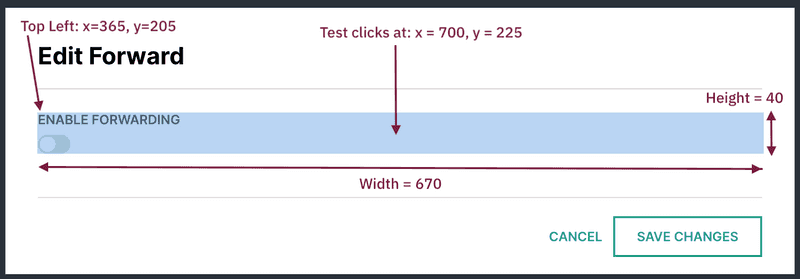 Top Left: x=365, y=205
Test clicks at: x = 700, y = 225
Edit Forward
Height = 40
ENABLE FORWARDING
Width = 670
CANCEL
SAVE CHANGES